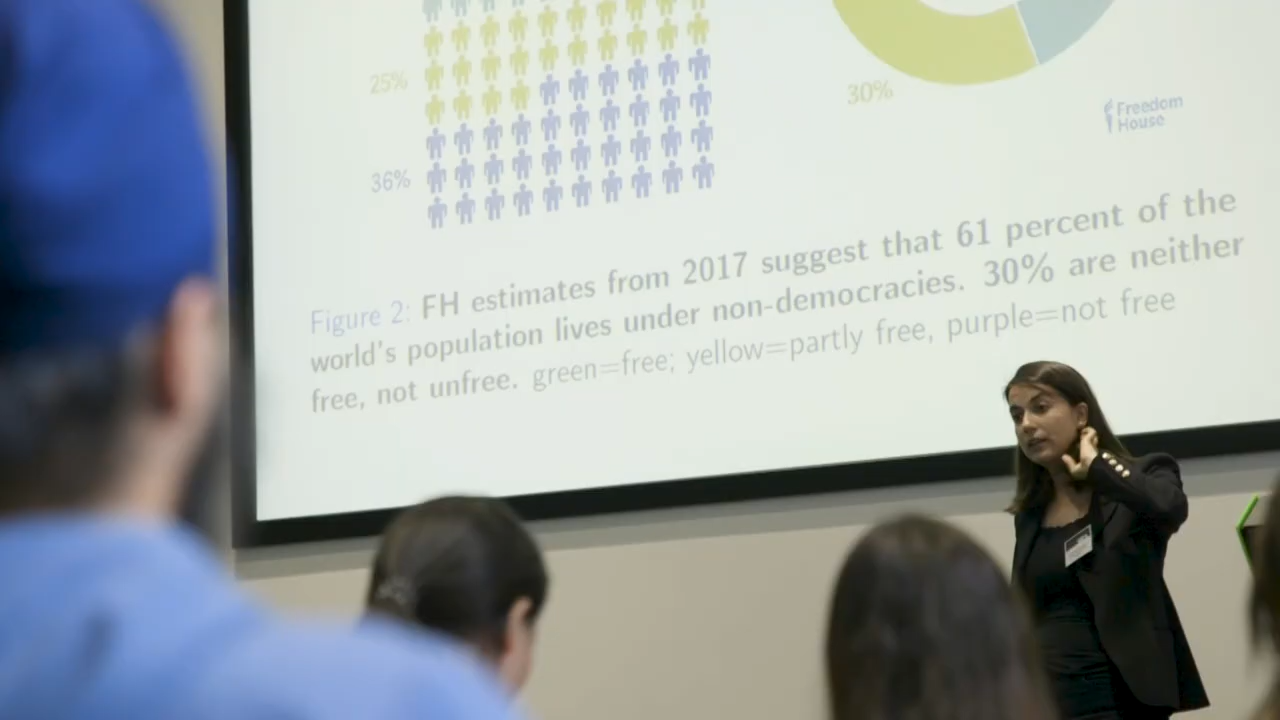 25%
36%
30%
Freedom
House
Figure 2: FH estimates from 2017 suggest that 61 percent of the
world's population lives under non-democracies. 30% are neither
free, not unfree. green=free; yellow=partly free, purple=not free